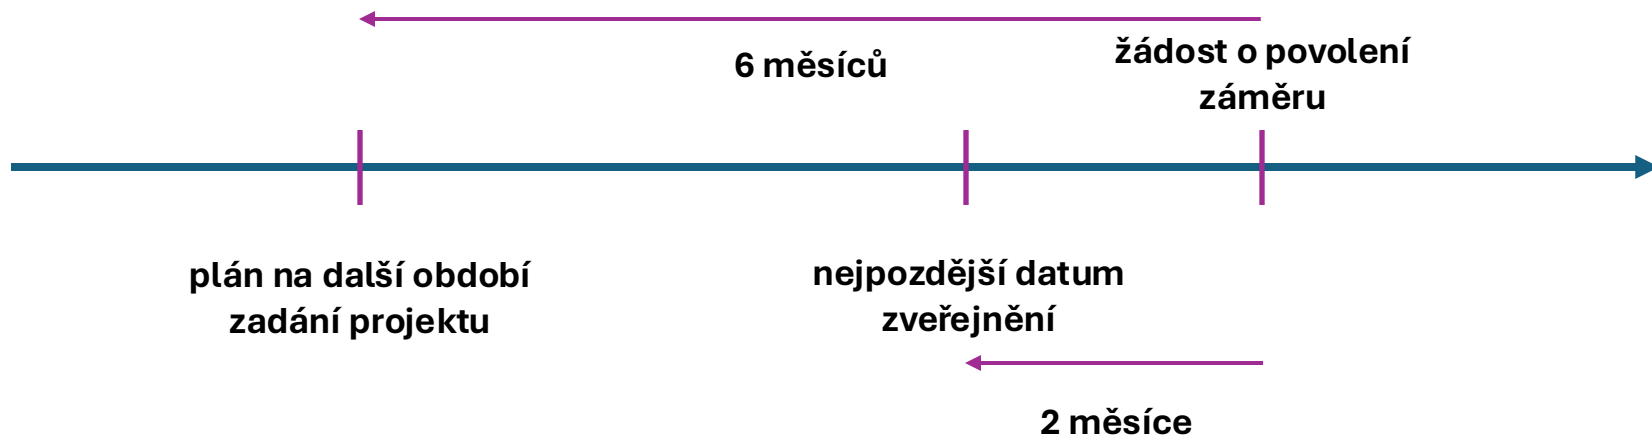 6 měsíců
žádost o povolení
záměru
plán na další období
zadání projektu
nejpozdější datum
zveřejnění
2 měsíce